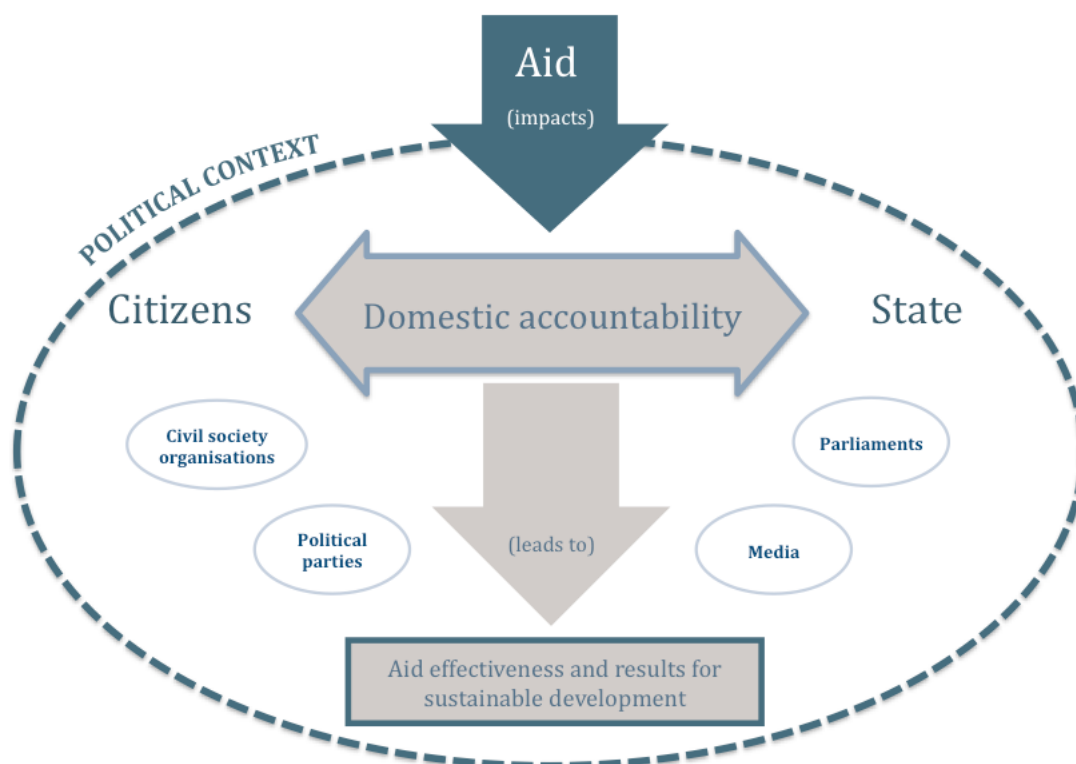 Aid
(impacts)
POLITICAL CONTEXT
Citizens
Domestic accountability
State
Civil society
organisations
Parliaments
Political
parties
(leads to)
Media
Aid effectiveness and results for
sustainable development